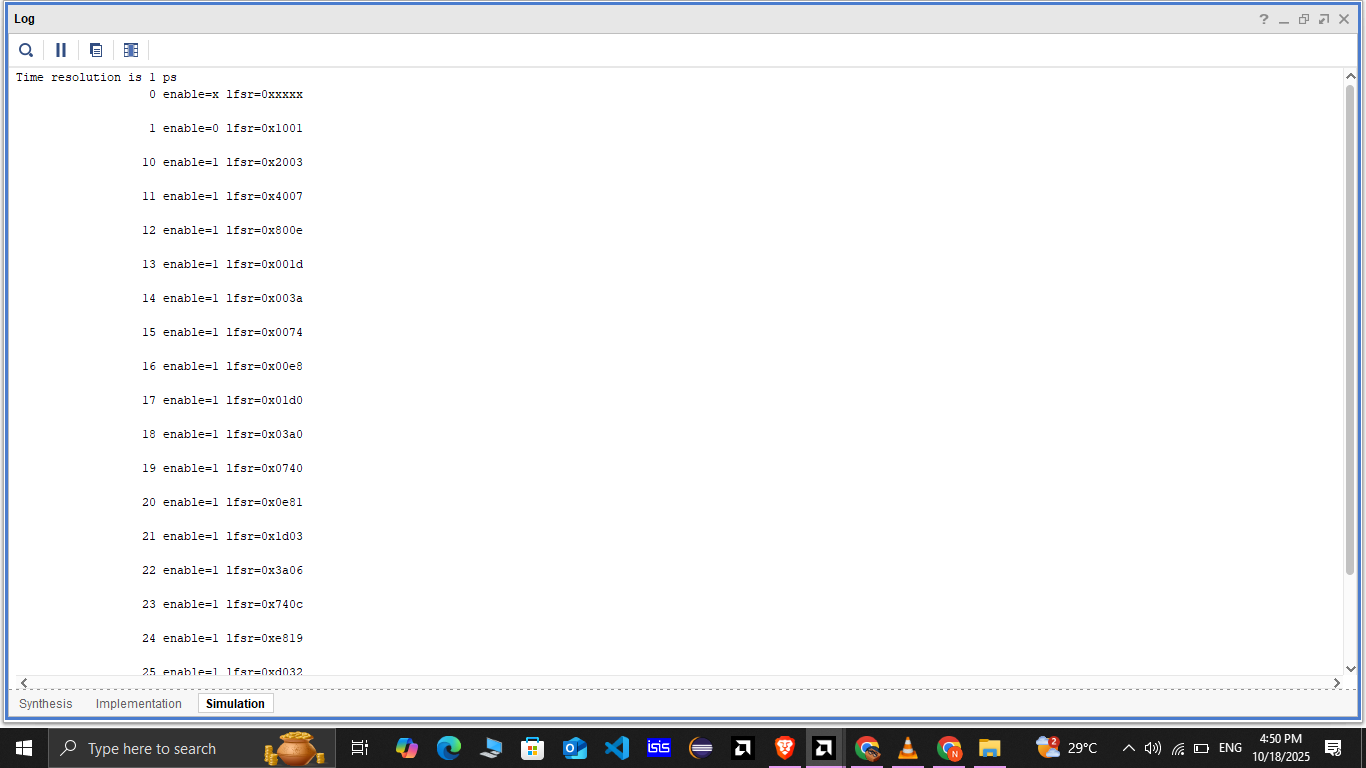 Log
Time resolution is 1 ps
0 enable=x lfsr=0xxxxx
1 enable=0 lfsr=0x1001
10 enable=1 lfsr=0x2003
11 enable=1 lfsr=0x4007
12 enable=1 lfsr=0x800e
13 enable=1 lfsr=0x001d
14 enable=1 lfsr=0x003a
15 enable=1 lfsr=0x0074
16 enable=1 lfsr=0x00e8
17 enable=1 lfsr=0x01d0
18 enable=1 lfsr=0x03a0
19 enable=1 lfsr=0x0740
20 enable=1 lfsr=0x0e81
21 enable=1 lfsr=0x1d03
22 enable=1 lfsr=0x3a06
23 enable=1 lfsr=0x740c
24 enable=1 lfsr=0xe819
25 enable=1 lfsr=0xd032
Synthesis Implementation Simulation
Type here to search
isis
N
2
29°C
ENG
4:50 PM
10/18/2025